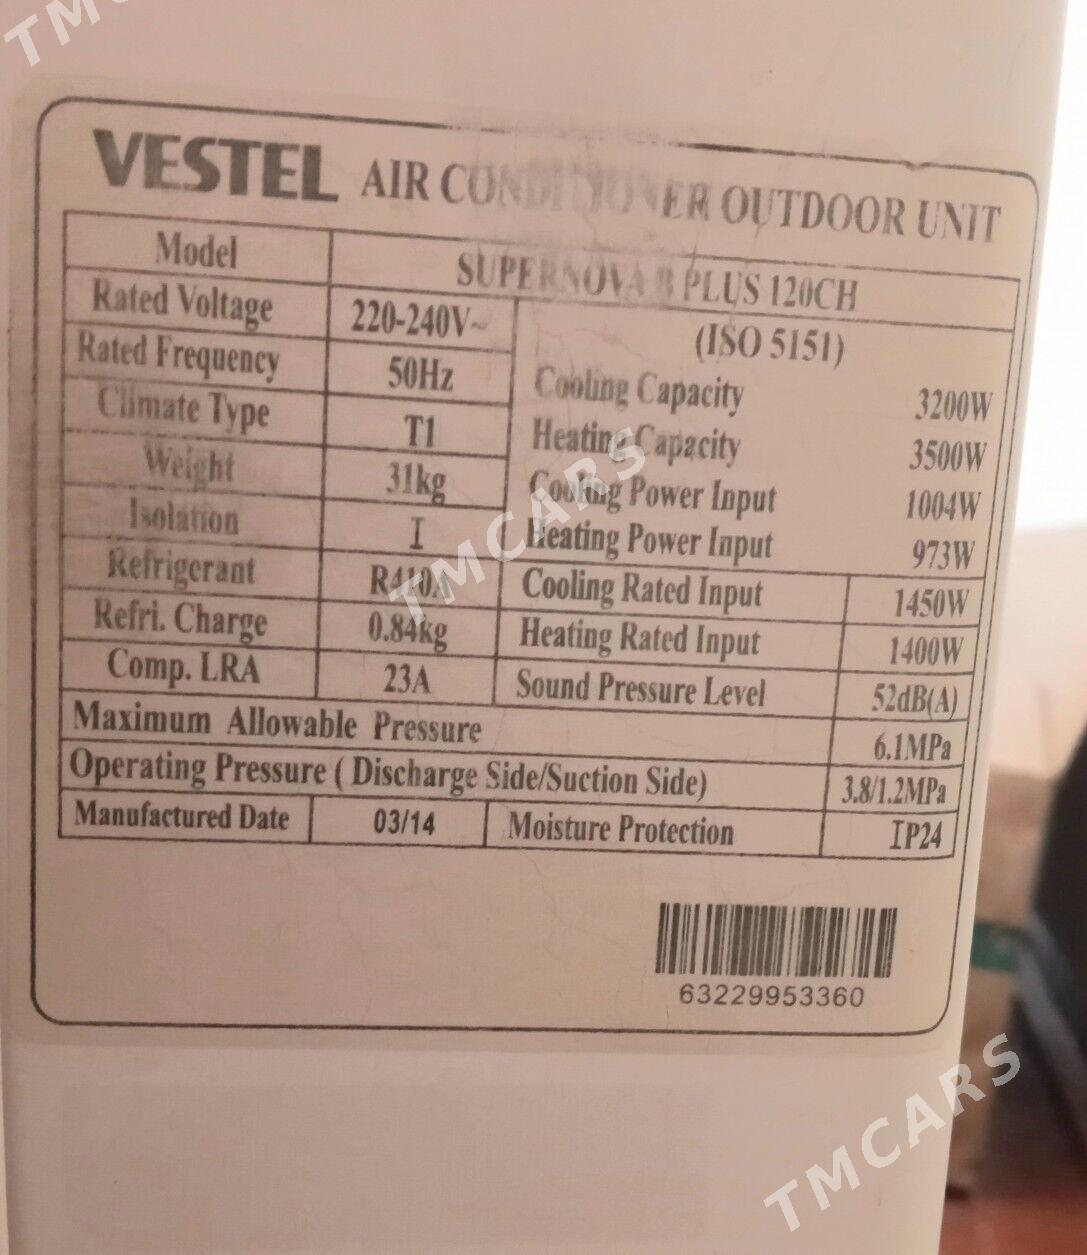 TMC
VESTEL AIR CONDITIONER OUTDOOR UNIT
Model SUPERNOVA B PLUS 120CH
Rated Voltage 220-240V~
Rated Frequency 50Hz
Climate Type T1
Weight 31kg
Isolation I
Refrigerant R410A
Refri. Charge 0.84kg
Comp. LRA 23A
(ISO 5151)
Cooling Capacity 3200W
Heating Capacity 3500W
Cooling Power Input 1004W
Heating Power Input 973W
Cooling Rated Input 1450W
Heating Rated Input 1400W
Sound Pressure Level 52dB(A)
Maximum Allowable Pressure 6.1MPa
Operating Pressure ( Discharge Side/Suction Side) 3.8/1.2MPa
Manufactured Date 03/14 Moisture Protection IP24
63229953360
TMCARS
TMCARS